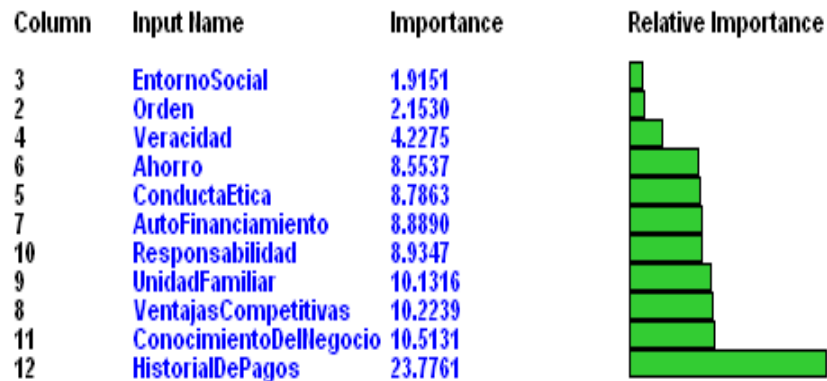 Column Input Name Importance Relative Importance
3 EntornoSocial 1.9151
2 Orden 2.1530
4 Veracidad 4.2275
6 Ahorro 8.5537
5 ConductaEtica 8.7863
7 AutoFinanciamiento 8.8890
10 Responsabilidad 8.9347
9 UnidadFamiliar 10.1316
8 VentajasCompetitivas 10.2239
11 ConocimientoDelNegocio 10.5131
12 HistorialDePagos 23.7761